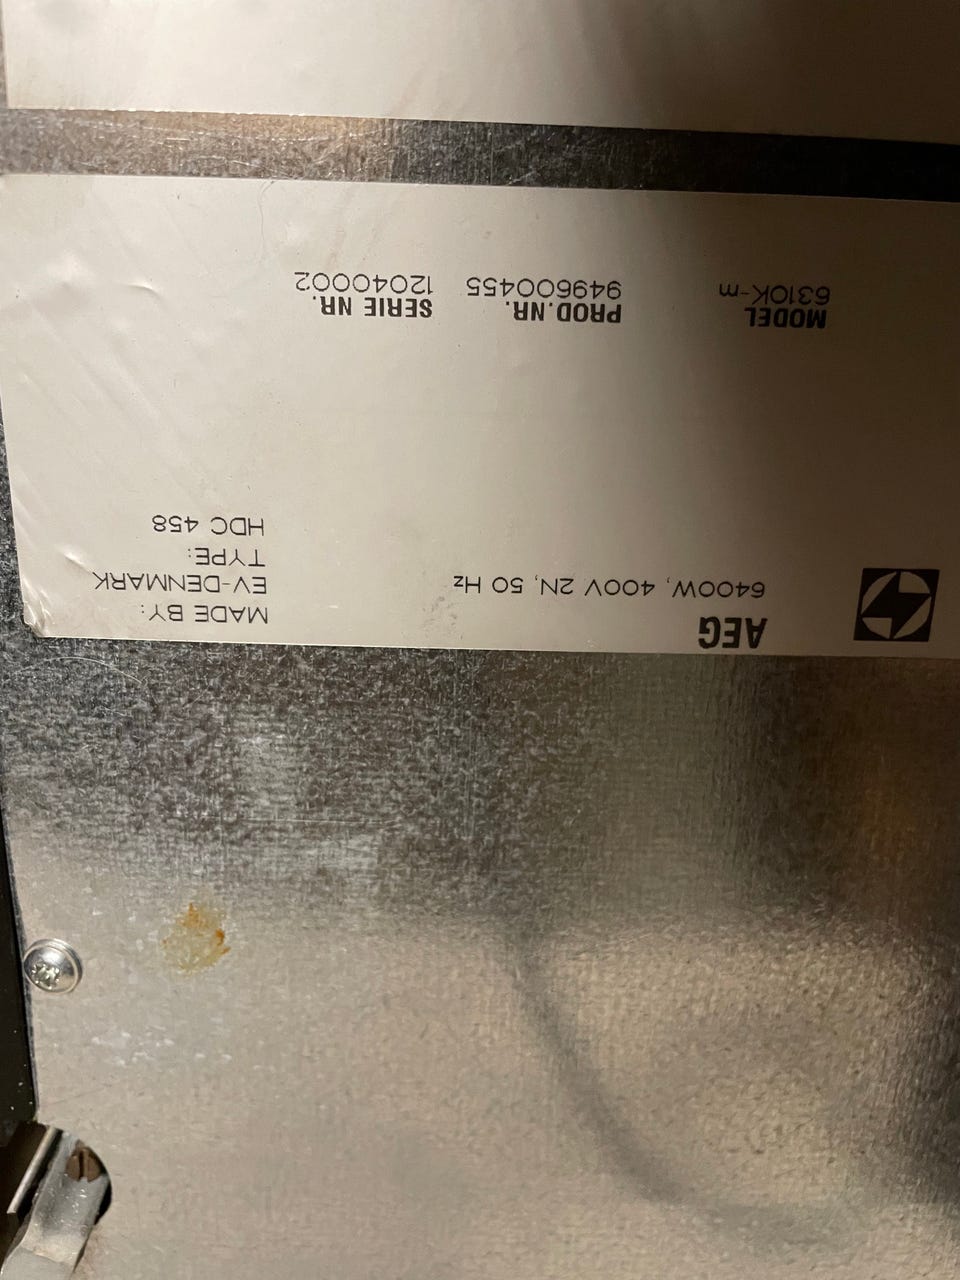 AEG
6400W, 400V 2N, 50 Hz
MADE BY:
EV-DENMARK
TYPE:
HDC 458
MODEL
6310K-m
PROD.NR.
949600455
SERIE NR.
12040002